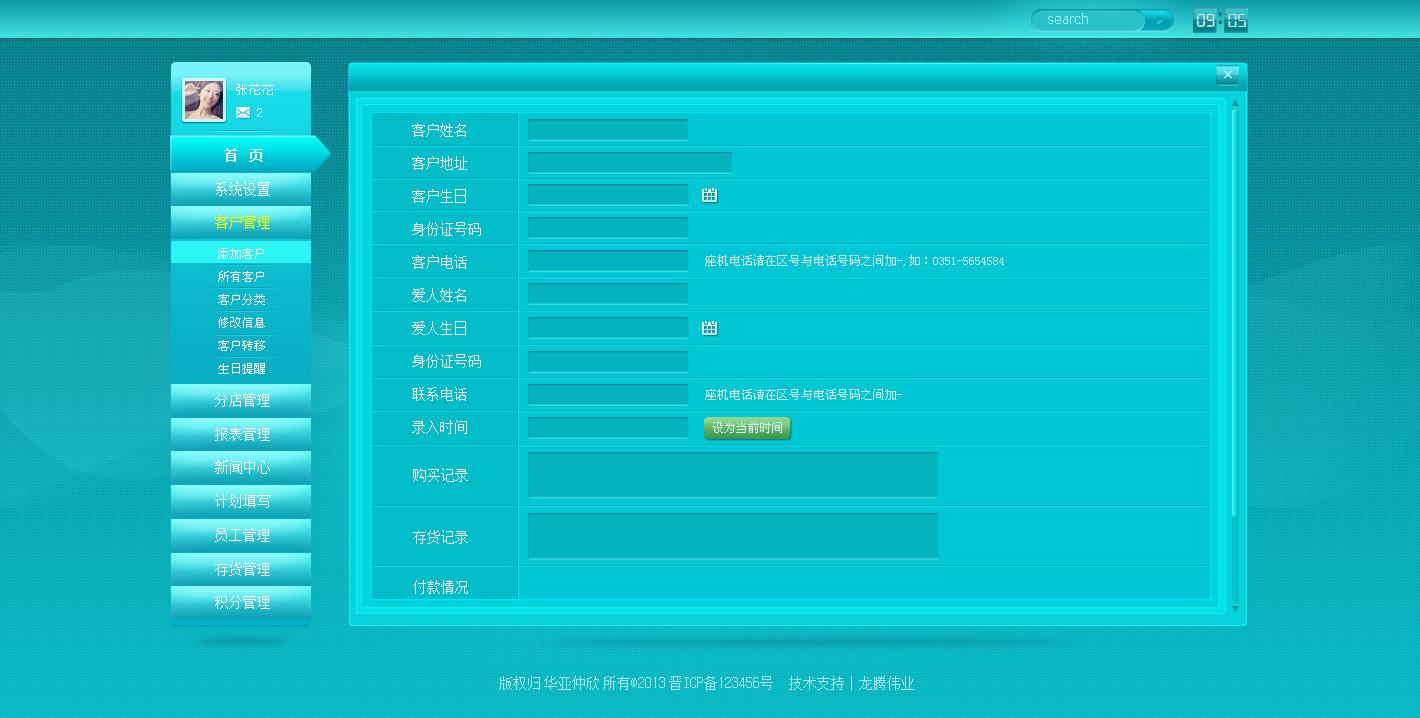 search
09:05
张花花
2
首 页
系统设置
客户管理
添加客户
所有客户
客户分类
修改信息
客户转移
生日提醒
分店管理
报表管理
新闻中心
计划填写
员工管理
存货管理
积分管理
客户姓名
客户地址
客户生日
身份证号码
客户电话 座机电话请在区号与电话号码之间加-,如：0351-5654584
爱人姓名
爱人生日
身份证号码
联系电话 座机电话请在区号与电话号码之间加-
录入时间 设为当前时间
购买记录
存货记录
付款情况
版权归华亚仲欣 所有©2013 晋ICP备123456号 技术支持 | 龙腾伟业